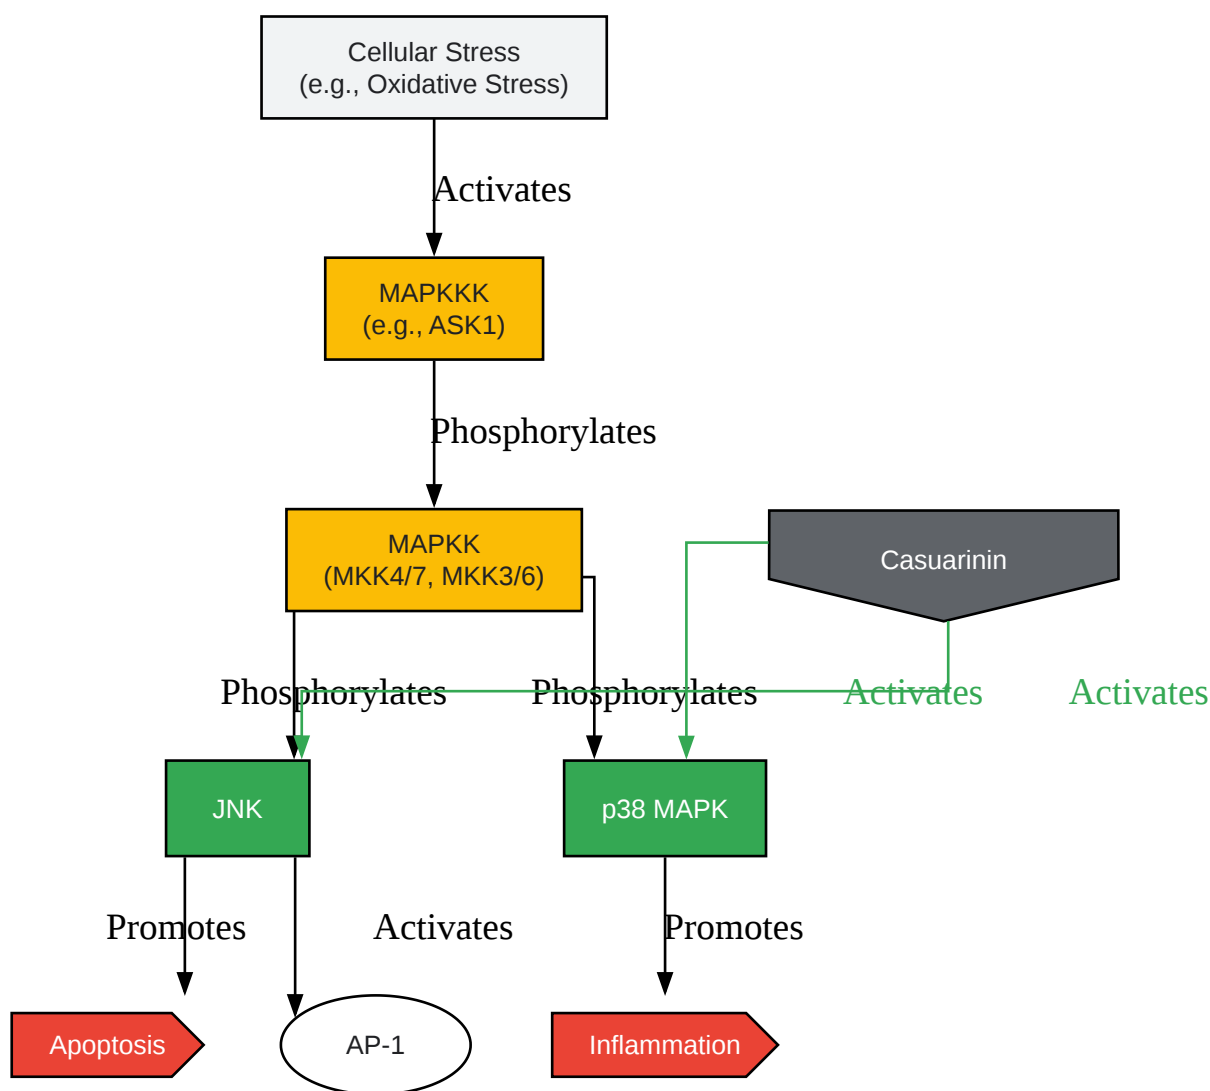 Cellular Stress
(e.g., Oxidative Stress)
Activates
MAPKKK
(e.g., ASK1)
Phosphorylates
MAPKK
(MKK4/7, MKK3/6)
Casuarinin
Phosphorylates
Phosphorylates
Activates
Activates
JNK
p38 MAPK
Promotes
Activates
Promotes
Apoptosis
AP-1
Inflammation